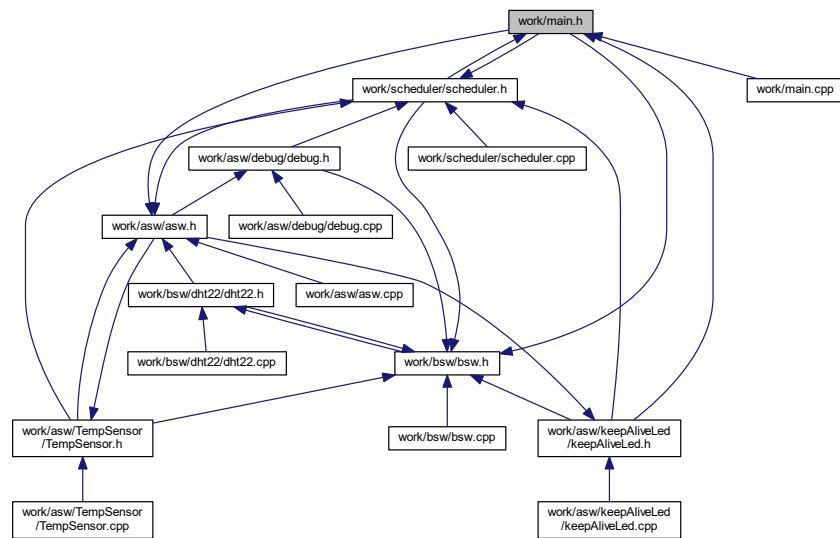 work/main.h
work/scheduler/scheduler.h
work/main.cpp
work/asw/debug/debug.h
work/scheduler/scheduler.cpp
work/asw/asw.h
work/asw/debug/debug.cpp
work/bsw/dht22/dht22.h
work/asw/asw.cpp
work/bsw/dht22/dht22.cpp
work/bsw/bsw.h
work/asw/TempSensor
/TempSensor.h
work/bsw/bsw.cpp
work/asw/keepAliveLed
/keepAliveLed.h
work/asw/TempSensor
/TempSensor.cpp
work/asw/keepAliveLed
/keepAliveLed.cpp